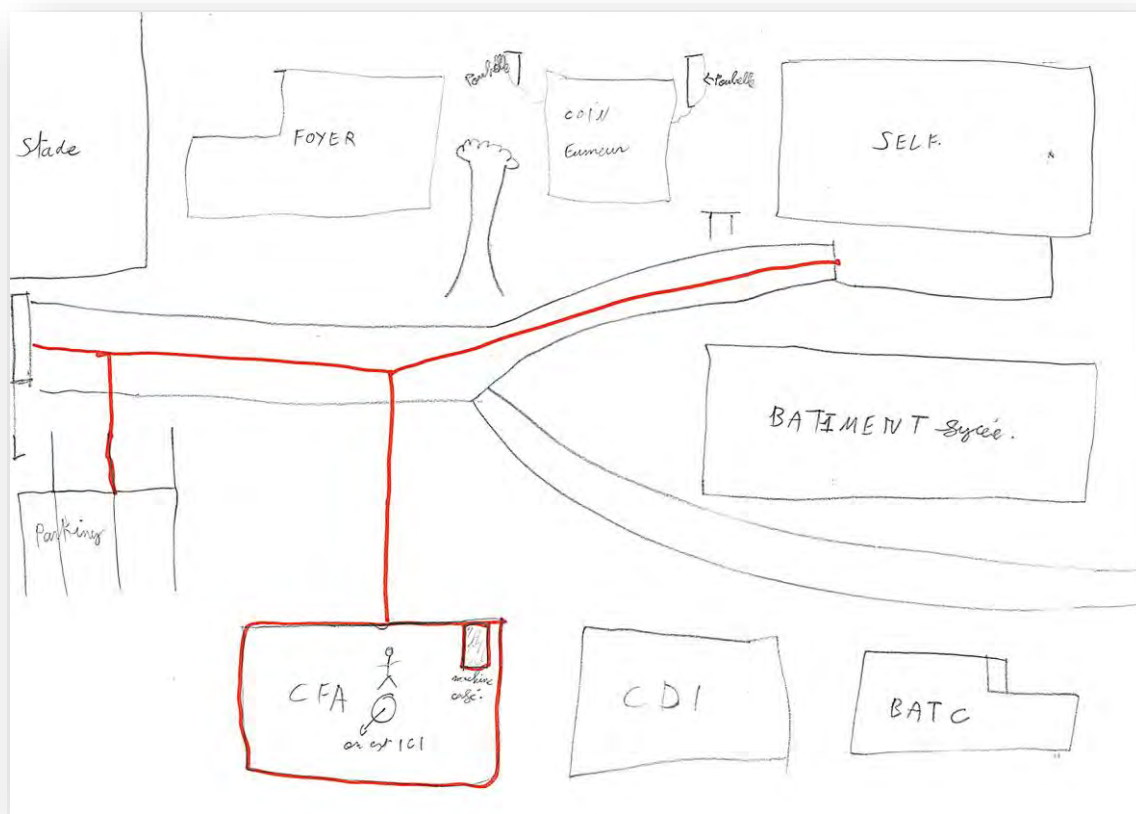 Poubelle
←Poubelle
Stade
FOYER
COIN
Fumeur
SELF.
BATIMENT Lycée.
Parking
CFA
machine
café.
on est ICI
CDI
BAT C